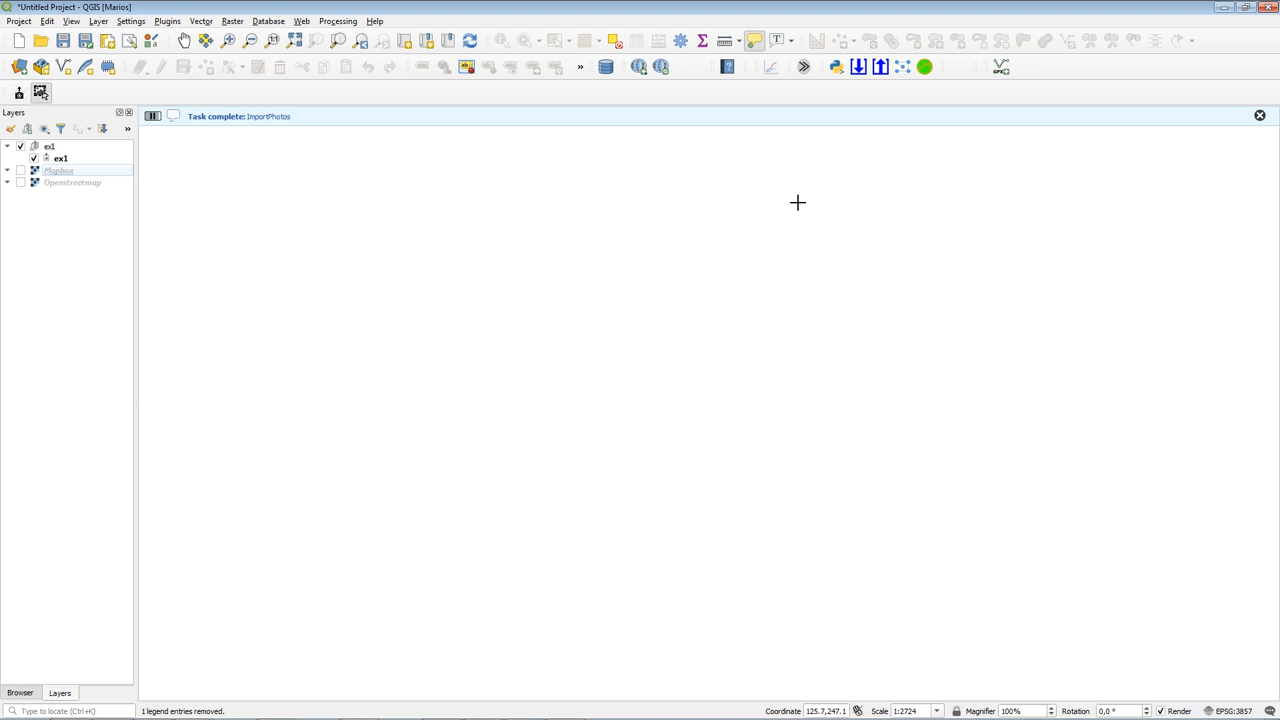 *Untitled Project - QGIS [Marios]
Project Edit View Layer Settings Plugins Vector Raster Database Web Processing Help
Layers
Task complete: ImportPhotos
ex1
ex1
Mapbox
Openstreetmap
Browser Layers
Type to locate (Ctrl+K) 1 legend entries removed. Coordinate 125.7,247.1 Scale 1:2724 Magnifier 100% Rotation 0,0 ° Render EPSG:3857